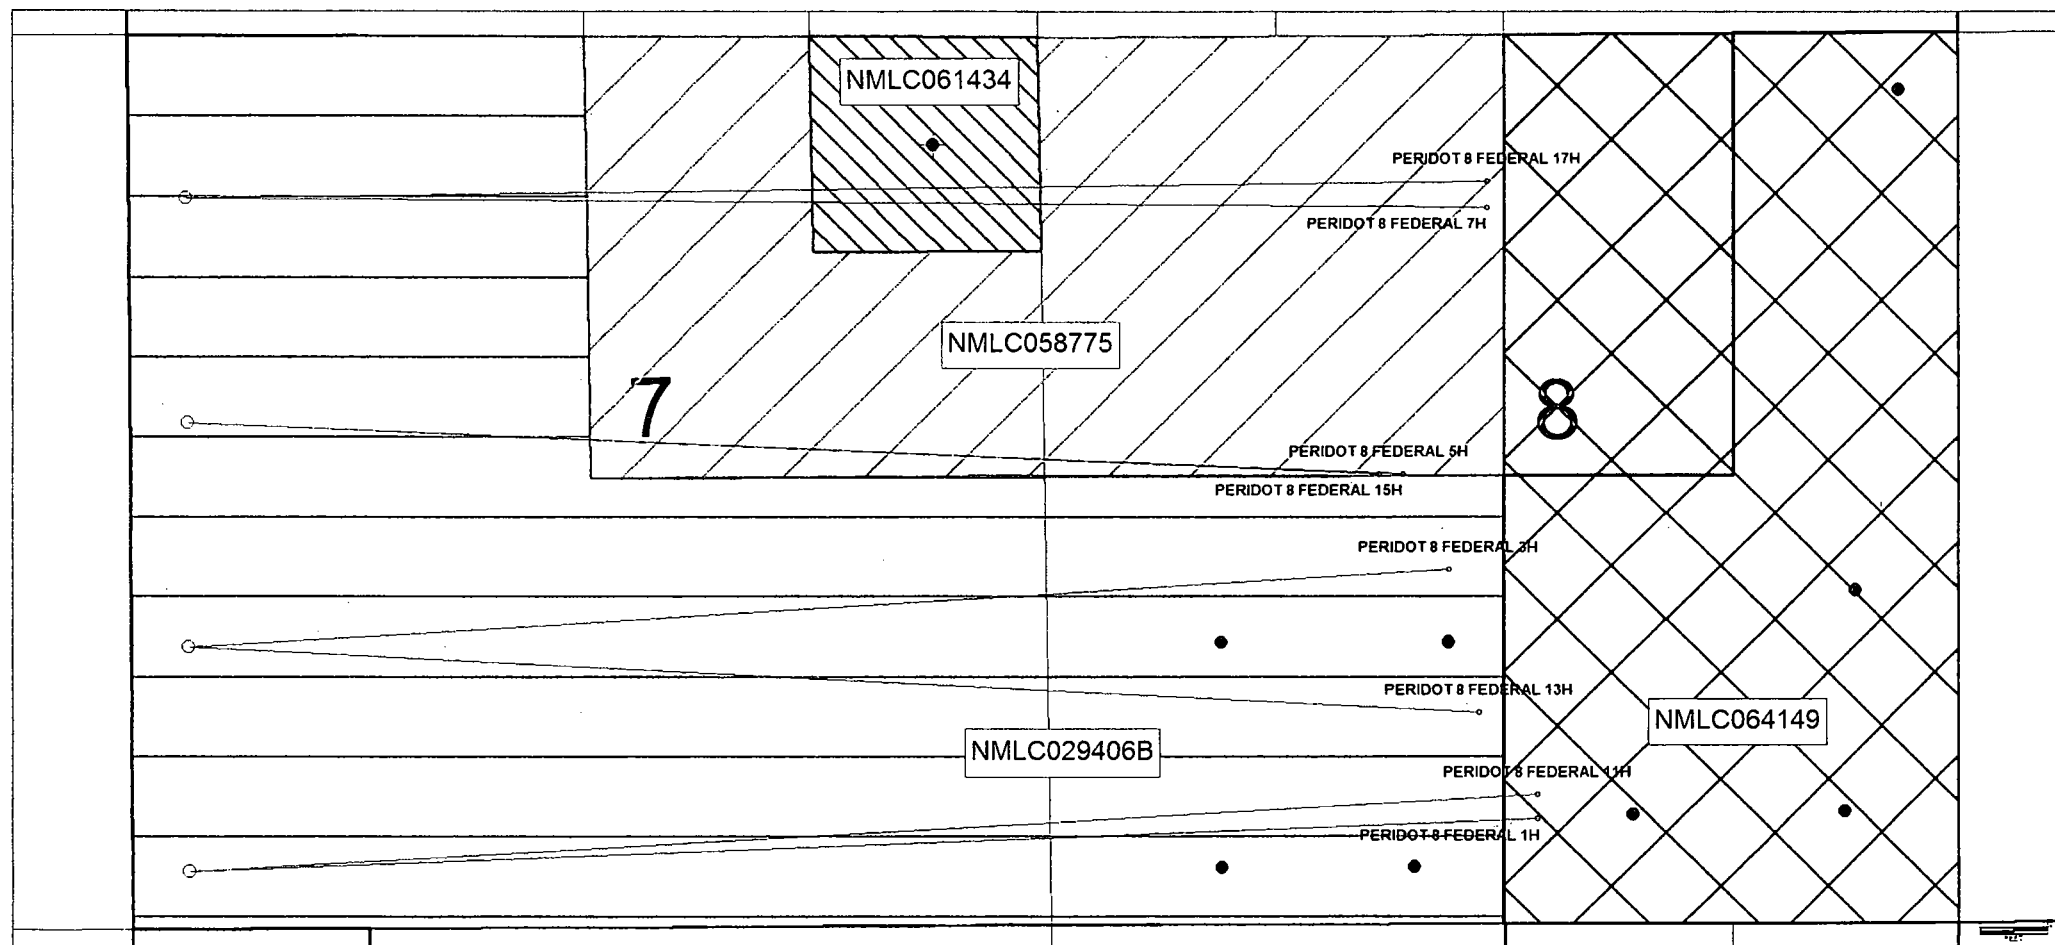 NMLC061434
PERIDOT 8 FEDERAL 17H
PERIDOT 8 FEDERAL 7H
NMLC058775
7
8
PERIDOT 8 FEDERAL 5H
PERIDOT 8 FEDERAL 15H
PERIDOT 8 FEDERAL 3H
PERIDOT 8 FEDERAL 13H
NMLC064149
NMLC029406B
PERIDOT 8 FEDERAL 11H
PERIDOT 8 FEDERAL 1H